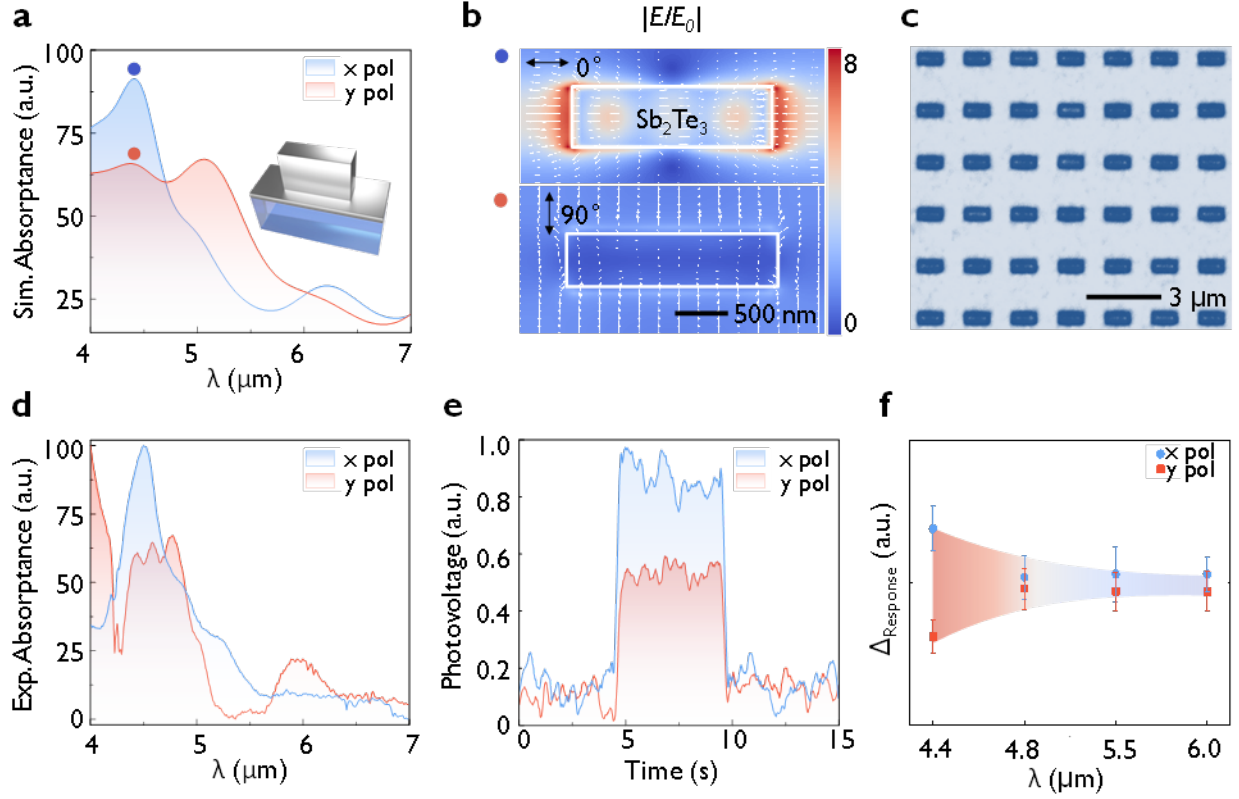 a
Sim. Absorptance (a.u.)
100
75
50
25
4
5
6
7
λ (μm)
x pol
y pol
b
|E/E₀|
0°
Sb₂Te₃
90°
500 nm
8
0
c
3 μm
d
Exp. Absorptance (a.u.)
100
75
50
25
0
4
5
6
7
λ (μm)
x pol
y pol
e
Photovoltage (a.u.)
1.0
0.8
0.6
0.4
0.2
0.0
0
5
10
15
Time (s)
x pol
y pol
f
Δ_Response (a.u.)
x pol
y pol
4.4
4.8
5.5
6.0
λ (μm)